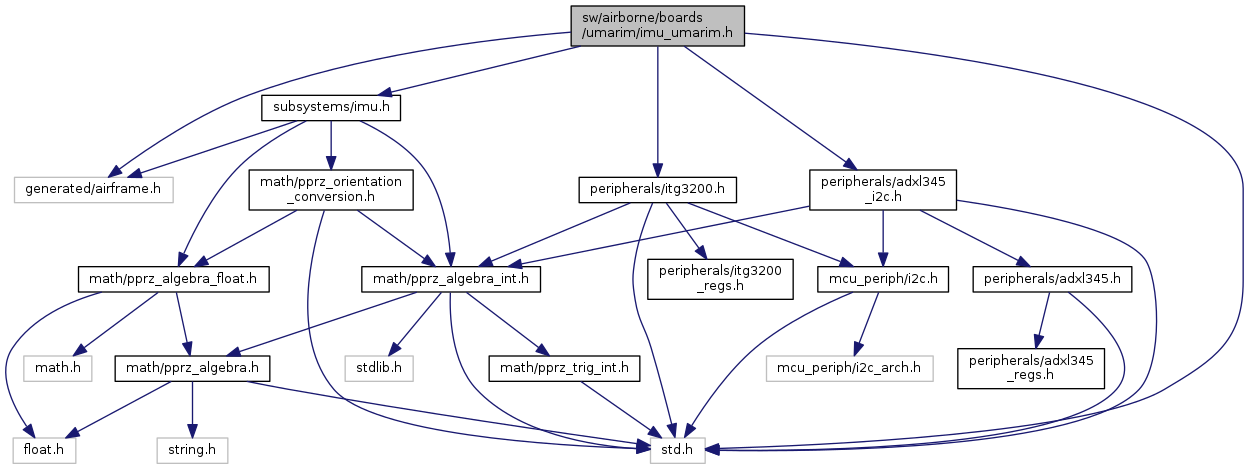 sw/airborne/boards
/umarim/imu_umarim.h
subsystems/imu.h
generated/airframe.h
math/pprz_orientation
_conversion.h
peripherals/itg3200.h
peripherals/adxl345
_i2c.h
math/pprz_algebra_float.h
math/pprz_algebra_int.h
peripherals/itg3200
_regs.h
mcu_periph/i2c.h
peripherals/adxl345.h
math.h
math/pprz_algebra.h
stdlib.h
math/pprz_trig_int.h
mcu_periph/i2c_arch.h
peripherals/adxl345
_regs.h
float.h
string.h
std.h